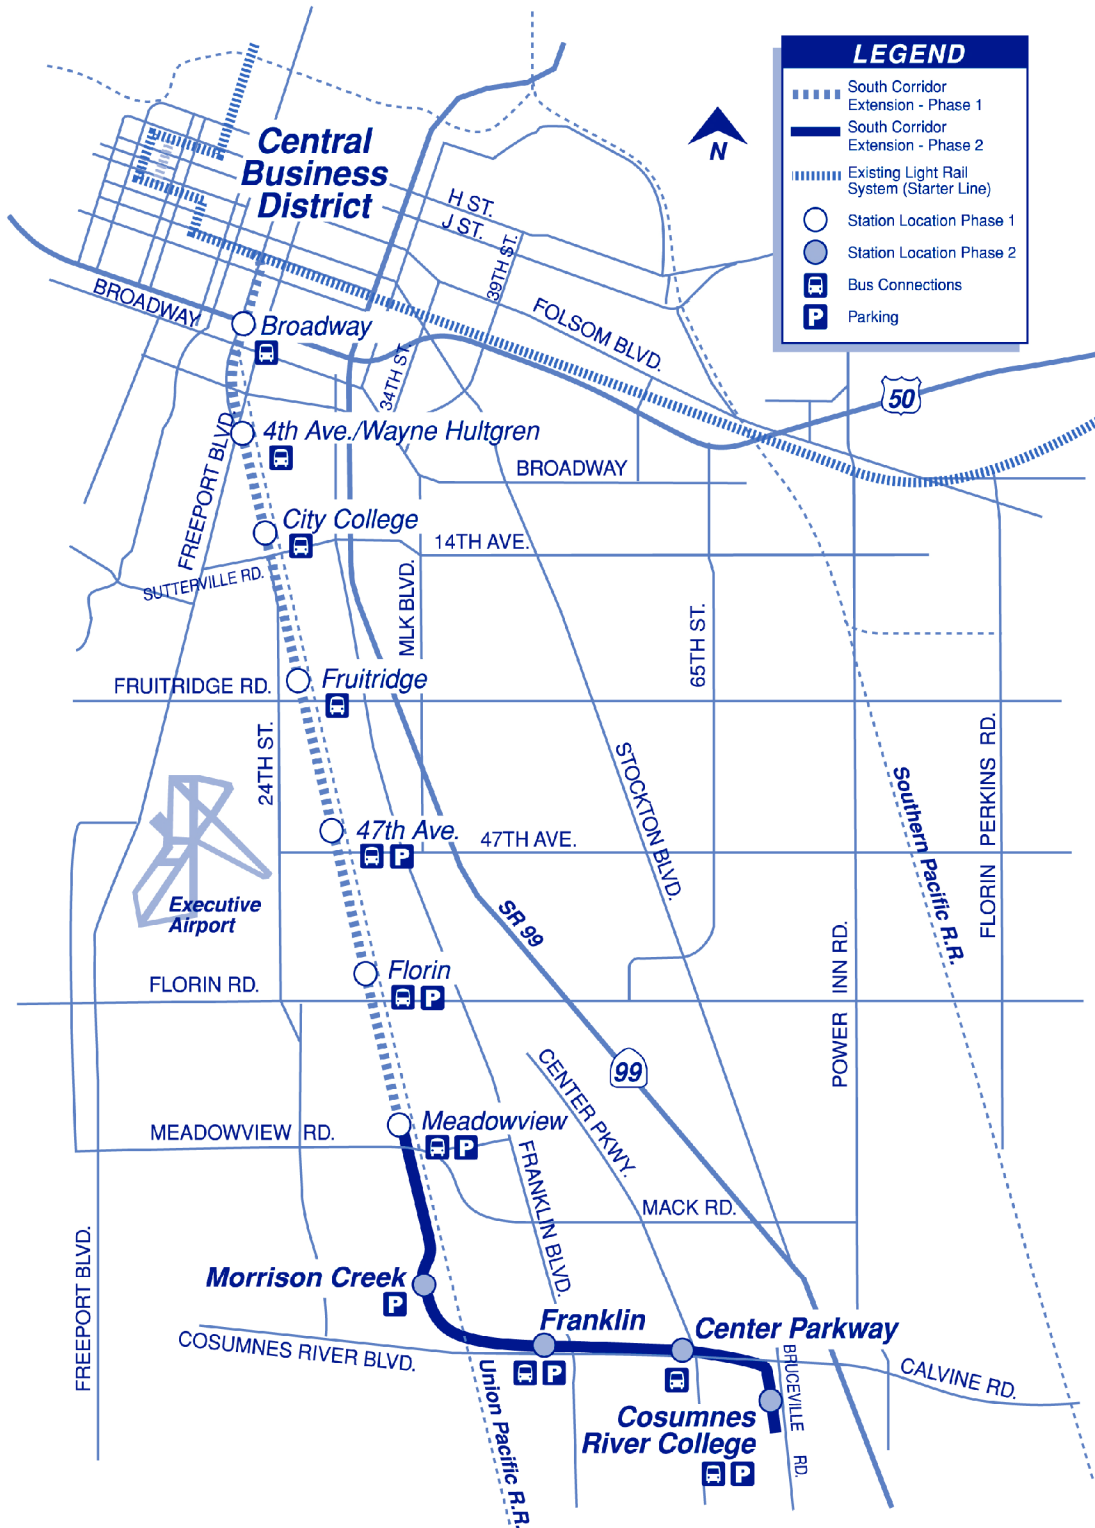 LEGEND
South Corridor
Extension - Phase 1
South Corridor
Extension - Phase 2
Existing Light Rail
System (Starter Line)
Station Location Phase 1
Station Location Phase 2
Bus Connections
P Parking
N
Central
Business
District
H ST.
J ST.
39TH ST.
BROADWAY
Broadway
FOLSOM BLVD.
34TH ST.
50
FREEPORT BLVD.
4th Ave./Wayne Hultgren
BROADWAY
City College
14TH AVE.
SUTTERVILLE RD.
MLK BLVD.
65TH ST.
FRUITRIDGE RD.
Fruitridge
24TH ST.
STOCKTON BLVD.
Southern Pacific R.R.
FLORIN PERKINS RD.
47th Ave.
P
47TH AVE.
Executive
Airport
SR 99
POWER INN RD.
FLORIN RD.
Florin
P
CENTER PKWY.
99
MEADOWVIEW RD.
Meadowview
P
FRANKLIN BLVD.
MACK RD.
FREEPORT BLVD.
Morrison Creek
P
COSUMNES RIVER BLVD.
Union Pacific R.R.
Franklin
P
Center Parkway
BRUCEVILLE RD.
CALVINE RD.
Cosumnes
River College
P